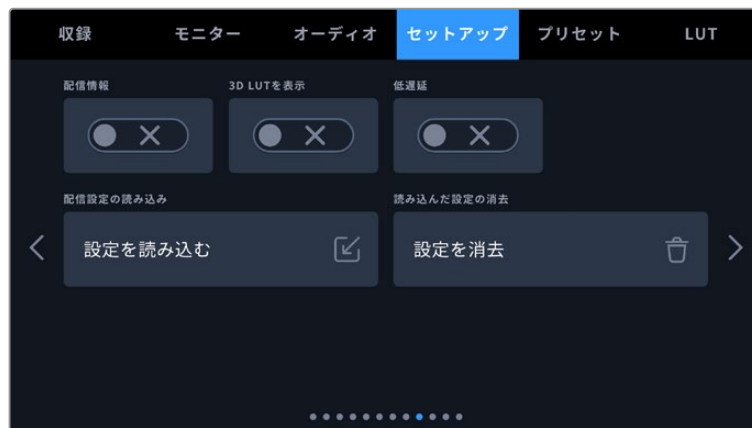 収録 モニター オーディオ セットアップ プリセット LUT
配信情報 3D LUTを表示 低遅延
配信設定の読み込み 読み込んだ設定の消去
設定を読み込む 設定を消去